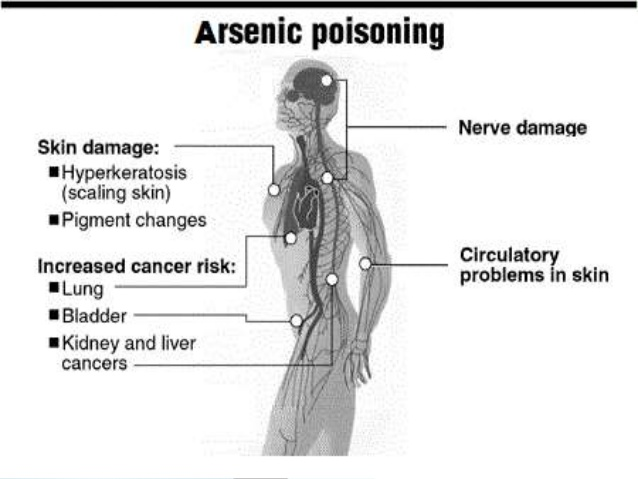 Arsenic poisoning
Nerve damage
Skin damage:
■ Hyperkeratosis
(scaling skin)
■ Pigment changes
Increased cancer risk:
■ Lung
■ Bladder
■ Kidney and liver
cancers
Circulatory
problems in skin